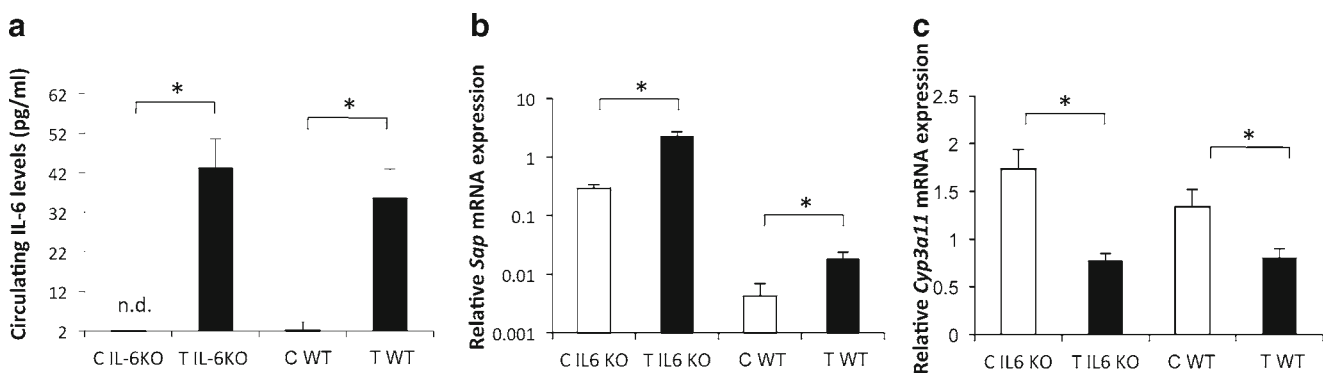 a
Circulating IL-6 levels (pg/ml)
62
52
42
32
22
12
2
*
*
n.d.
C IL-6KO T IL-6KO C WT T WT
b
Relative Sap mRNA expression
10
1
0.1
0.01
0.001
*
*
C IL6 KO T IL6 KO C WT T WT
c
Relative Cyp3a11 mRNA expression
2.5
2
1.5
1
0.5
0
*
*
C IL6 KO T IL6 KO C WT T WT